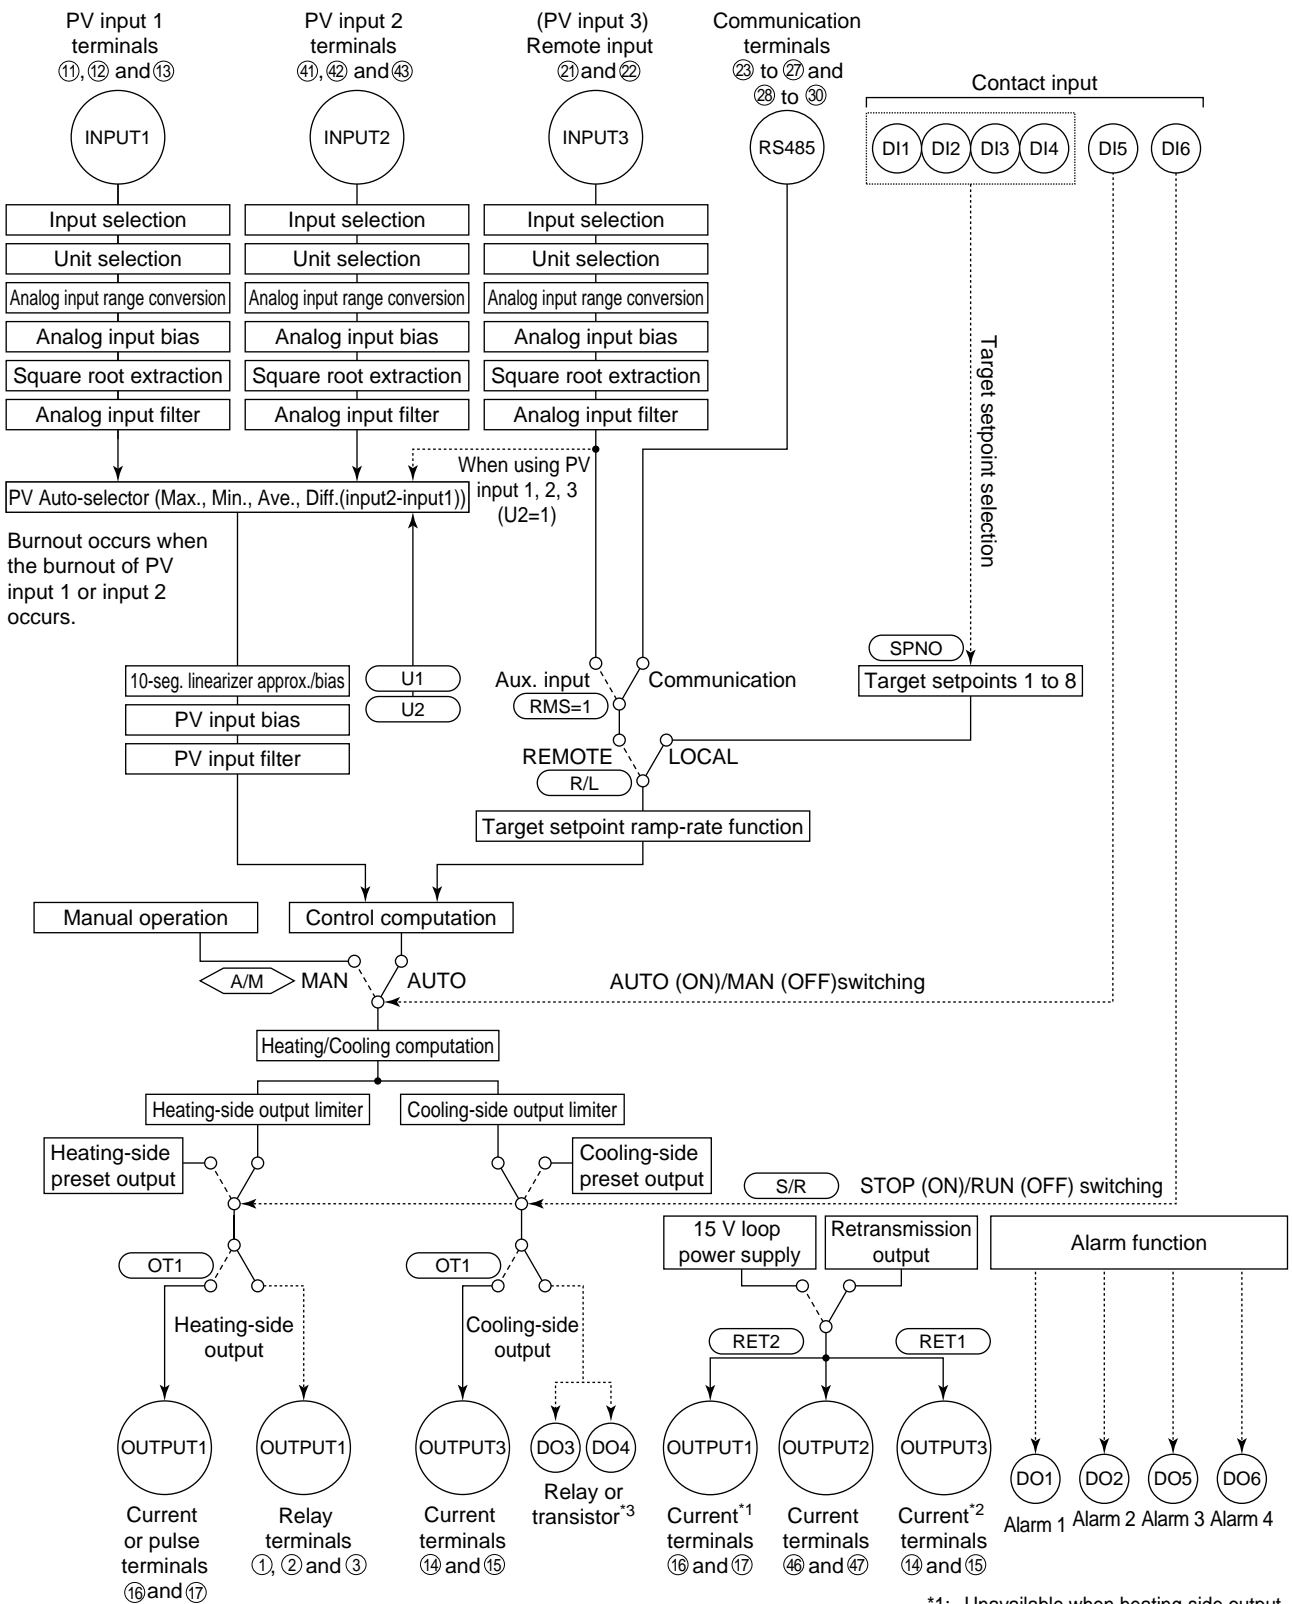 PV input 1
terminals
⑪, ⑫ and ⑬
PV input 2
terminals
㊶, ㊷ and ㊸
(PV input 3)
Remote input
㉑ and ㉒
Communication
terminals
㉓ to ㉗ and
㉘ to ㉚
Contact input
INPUT1
INPUT2
INPUT3
RS485
DI1
DI2
DI3
DI4
DI5
DI6
Input selection
Input selection
Input selection
Unit selection
Unit selection
Unit selection
Analog input range conversion
Analog input range conversion
Analog input range conversion
Analog input bias
Analog input bias
Analog input bias
Square root extraction
Square root extraction
Square root extraction
Analog input filter
Analog input filter
Analog input filter
Target setpoint selection
When using PV
input 1, 2, 3
(U2=1)
PV Auto-selector (Max., Min., Ave., Diff.(input2-input1))
Burnout occurs when
the burnout of PV
input 1 or input 2
occurs.
SPNO
10-seg. linearizer approx./bias
U1
Aux. input
Communication
Target setpoints 1 to 8
PV input bias
U2
RMS=1
PV input filter
REMOTE
LOCAL
R/L
Target setpoint ramp-rate function
Manual operation
Control computation
A/M
MAN
AUTO
AUTO (ON)/MAN (OFF)switching
Heating/Cooling computation
Heating-side output limiter
Cooling-side output limiter
Heating-side
preset output
Cooling-side
preset output
S/R
STOP (ON)/RUN (OFF) switching
15 V loop
power supply
Retransmission
output
Alarm function
OT1
OT1
Heating-side
output
Cooling-side
output
RET2
RET1
OUTPUT1
OUTPUT1
OUTPUT3
DO3
DO4
OUTPUT1
OUTPUT2
OUTPUT3
DO1
DO2
DO5
DO6
Current
or pulse
terminals
⑯ and ⑰
Relay
terminals
①, ② and ③
Current
terminals
⑭ and ⑮
Relay or
transistor*3
Current*1
terminals
⑯ and ⑰
Current
terminals
㊻ and ㊼
Current*2
terminals
⑭ and ⑮
Alarm 1
Alarm 2
Alarm 3
Alarm 4
*1: Unavailable when heating-side output